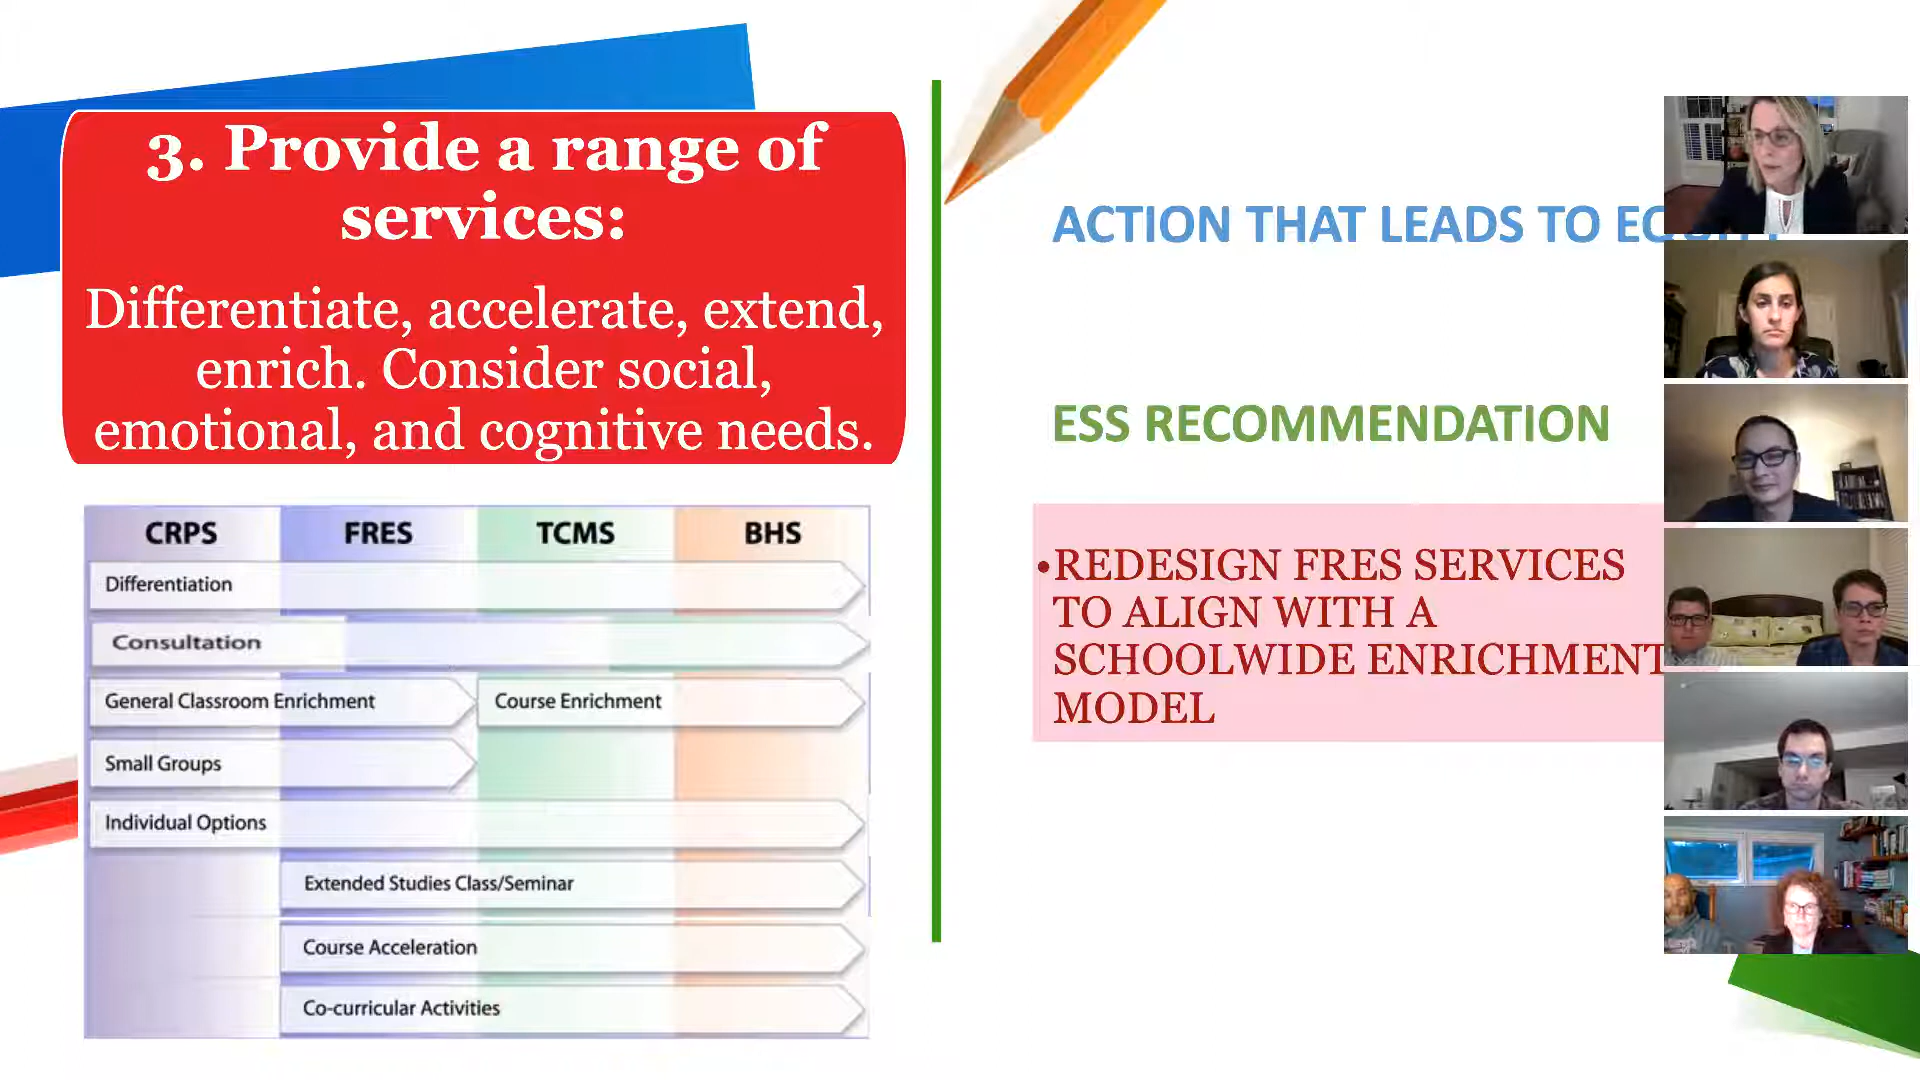 3. Provide a range of
services:
Differentiate, accelerate, extend,
enrich. Consider social,
emotional, and cognitive needs.
CRPS FRES TCMS BHS
Differentiation
Consultation
General Classroom Enrichment Course Enrichment
Small Groups
Individual Options
Extended Studies Class/Seminar
Course Acceleration
Co-curricular Activities
ACTION THAT LEADS TO
ESS RECOMMENDATION
•REDESIGN FRES SERVICES
TO ALIGN WITH A
SCHOOLWIDE ENRICHMENT
MODEL